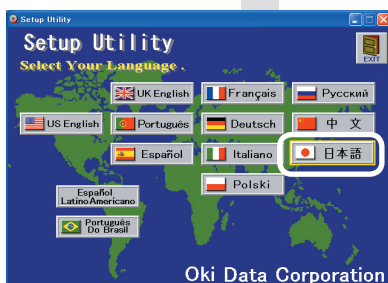 Setup Utility
Setup Utility
EXIT
Select Your Language .
UK English
Français
Русский
US English
Português
Deutsch
中 文
Español
Italiano
日本語
Polski
Español
Latino Americano
Português
Do Brasil
Oki Data Corporation